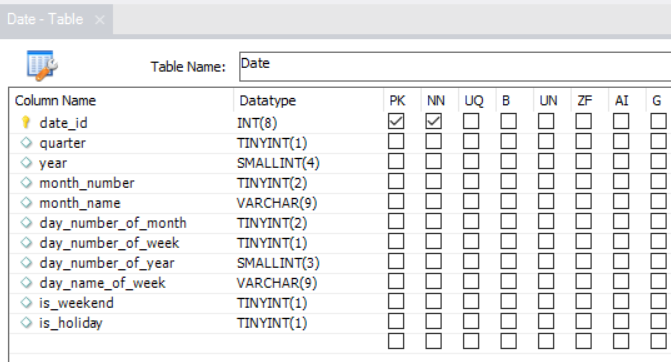 Date - Table ×
Table Name: Date
Column Name Datatype PK NN UQ B UN ZF AI G
date_id INT(8)
quarter TINYINT(1)
year SMALLINT(4)
month_number TINYINT(2)
month_name VARCHAR(9)
day_number_of_month TINYINT(2)
day_number_of_week TINYINT(1)
day_number_of_year SMALLINT(3)
day_name_of_week VARCHAR(9)
is_weekend TINYINT(1)
is_holiday TINYINT(1)